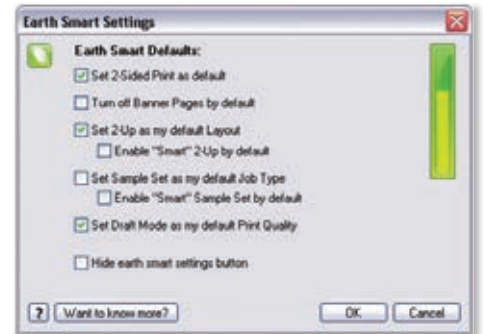 Earth Smart Settings
Earth Smart Defaults:
Set 2-Sided Print as default
Turn off Banner Pages by default
Set 2-Up as my default Layout
Enable "Smart" 2-Up by default
Set Sample Set as my default Job Type
Enable "Smart" Sample Set by default
Set Draft Mode as my default Print Quality
Hide earth smart settings button
? Want to know more? OK Cancel